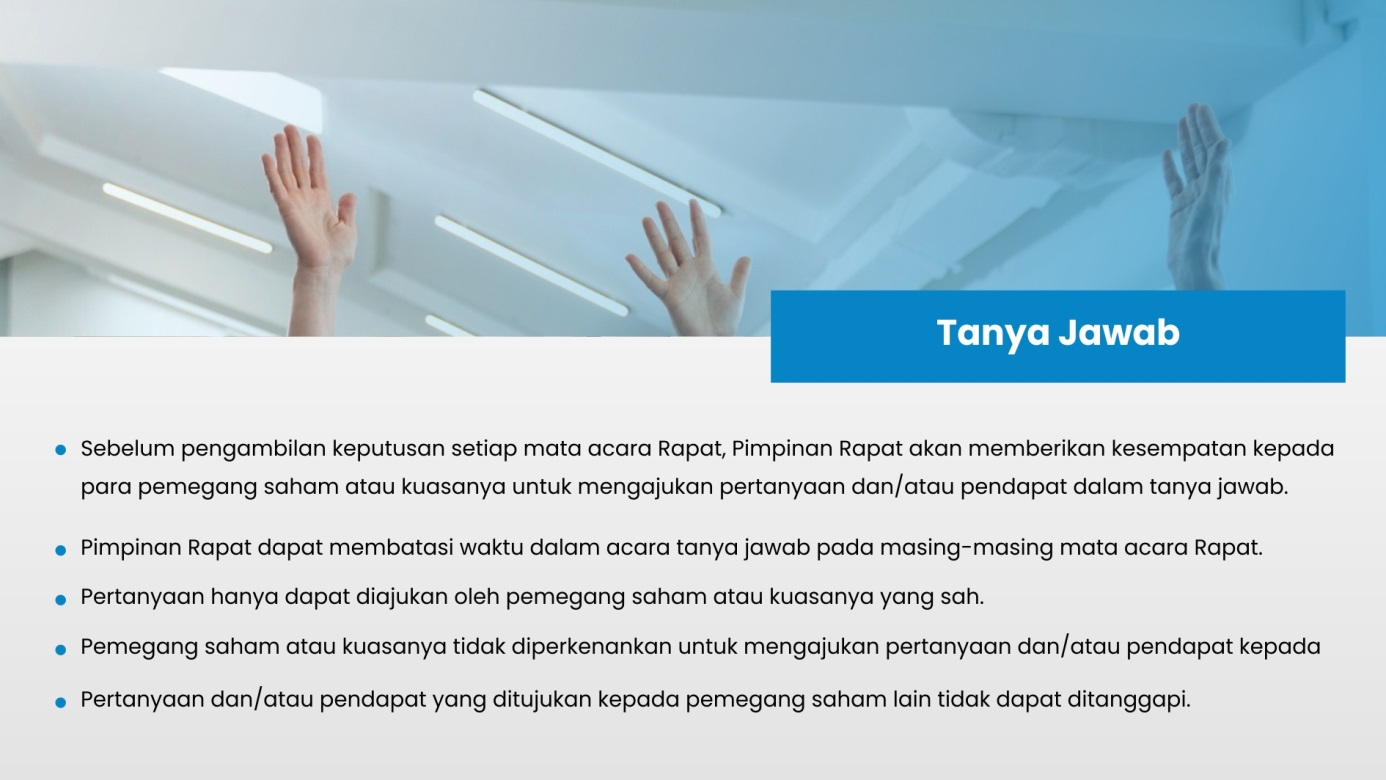 Tanya Jawab
Sebelum pengambilan keputusan setiap mata acara Rapat, Pimpinan Rapat akan memberikan kesempatan kepada
para pemegang saham atau kuasanya untuk mengajukan pertanyaan dan/atau pendapat dalam tanya jawab.
Pimpinan Rapat dapat membatasi waktu dalam acara tanya jawab pada masing-masing mata acara Rapat.
Pertanyaan hanya dapat diajukan oleh pemegang saham atau kuasanya yang sah.
Pemegang saham atau kuasanya tidak diperkenankan untuk mengajukan pertanyaan dan/atau pendapat kepada
Pertanyaan dan/atau pendapat yang ditujukan kepada pemegang saham lain tidak dapat ditanggapi.